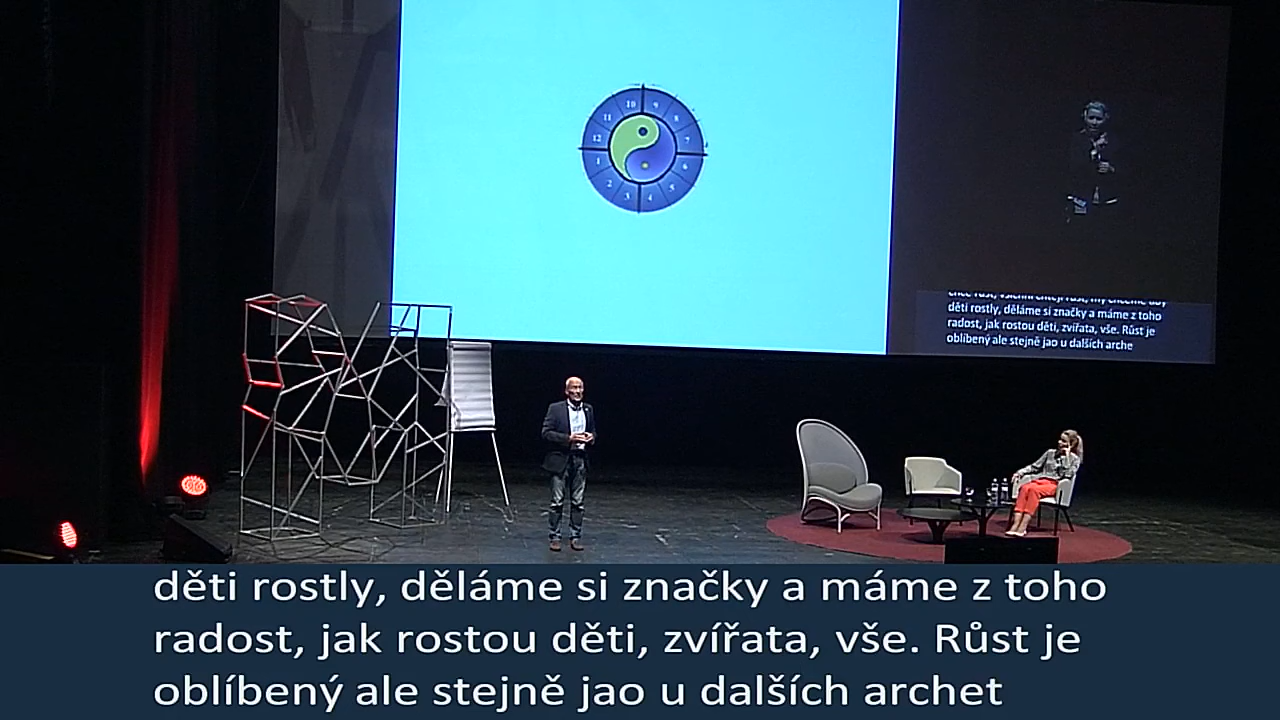 10 9
11 8
12 7
1 6
2 5
3 4
chce růst, všichni chtějí růst, my chceme aby
děti rostly, děláme si značky a máme z toho
radost, jak rostou děti, zvířata, vše. Růst je
oblíbený ale stejně jao u dalších arche
děti rostly, děláme si značky a máme z toho
radost, jak rostou děti, zvířata, vše. Růst je
oblíbený ale stejně jao u dalších archet